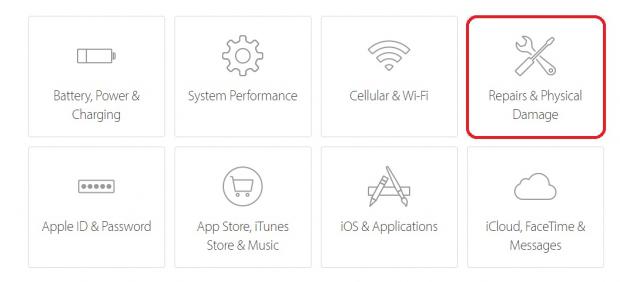 Battery, Power &
Charging
System Performance
Cellular & Wi-Fi
Repairs & Physical
Damage
Apple ID & Password
App Store, iTunes
Store & Music
iOS & Applications
iCloud, FaceTime &
Messages